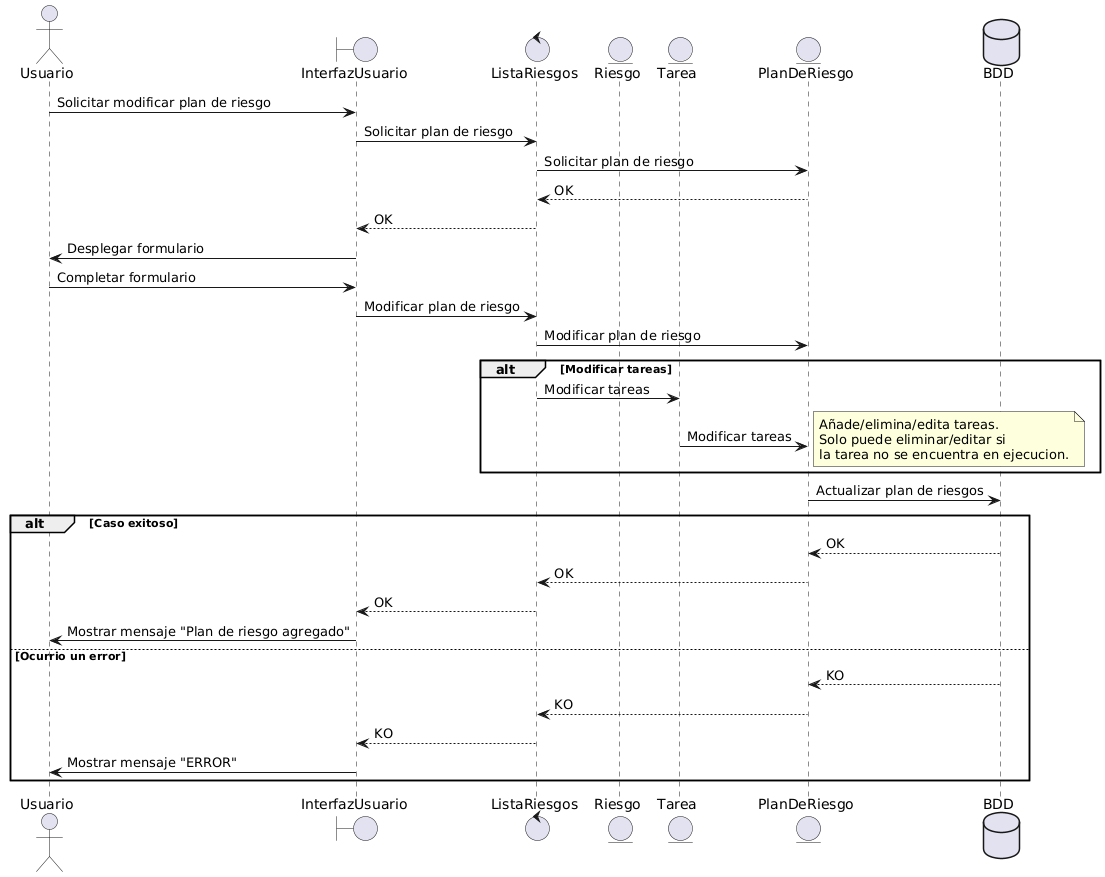 Usuario
InterfazUsuario
ListaRiesgos
Riesgo
Tarea
PlanDeRiesgo
BDD
Solicitar modificar plan de riesgo
Solicitar plan de riesgo
Solicitar plan de riesgo
OK
OK
Desplegar formulario
Completar formulario
Modificar plan de riesgo
Modificar plan de riesgo
alt
[Modificar tareas]
Modificar tareas
Modificar tareas
Añade/elimina/edita tareas.
Solo puede eliminar/editar si
la tarea no se encuentra en ejecucion.
Actualizar plan de riesgos
alt
[Caso exitoso]
OK
OK
OK
Mostrar mensaje "Plan de riesgo agregado"
[Ocurrio un error]
KO
KO
KO
Mostrar mensaje "ERROR"
Usuario
InterfazUsuario
ListaRiesgos
Riesgo
Tarea
PlanDeRiesgo
BDD